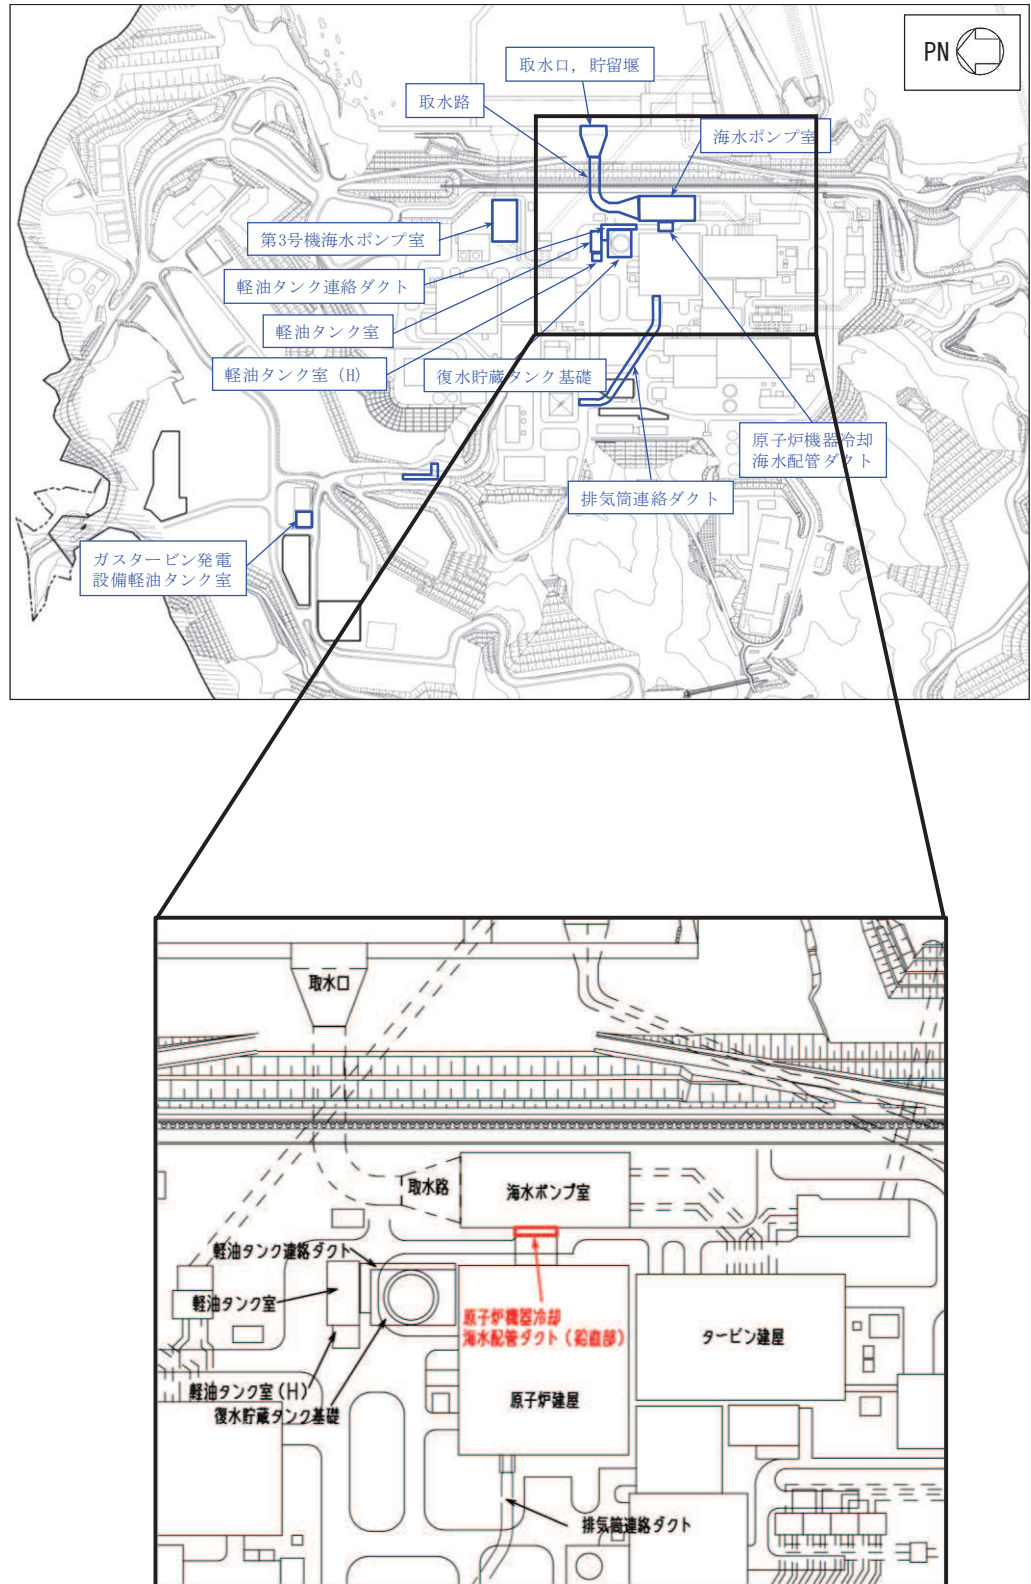 PN
取水口，貯留堰
取水路
海水ポンプ室
第3号機海水ポンプ室
軽油タンク連絡ダクト
軽油タンク室
軽油タンク室（H）
復水貯蔵タンク基礎
原子炉機器冷却
海水配管ダクト
排気筒連絡ダクト
ガスタービン発電
設備軽油タンク室
取水口
取水路
海水ポンプ室
軽油タンク連絡ダクト
軽油タンク室
原子炉機器冷却
海水配管ダクト（鉛直部）
タービン建屋
軽油タンク室（H）
復水貯蔵タンク基礎
原子炉建屋
排気筒連絡ダクト